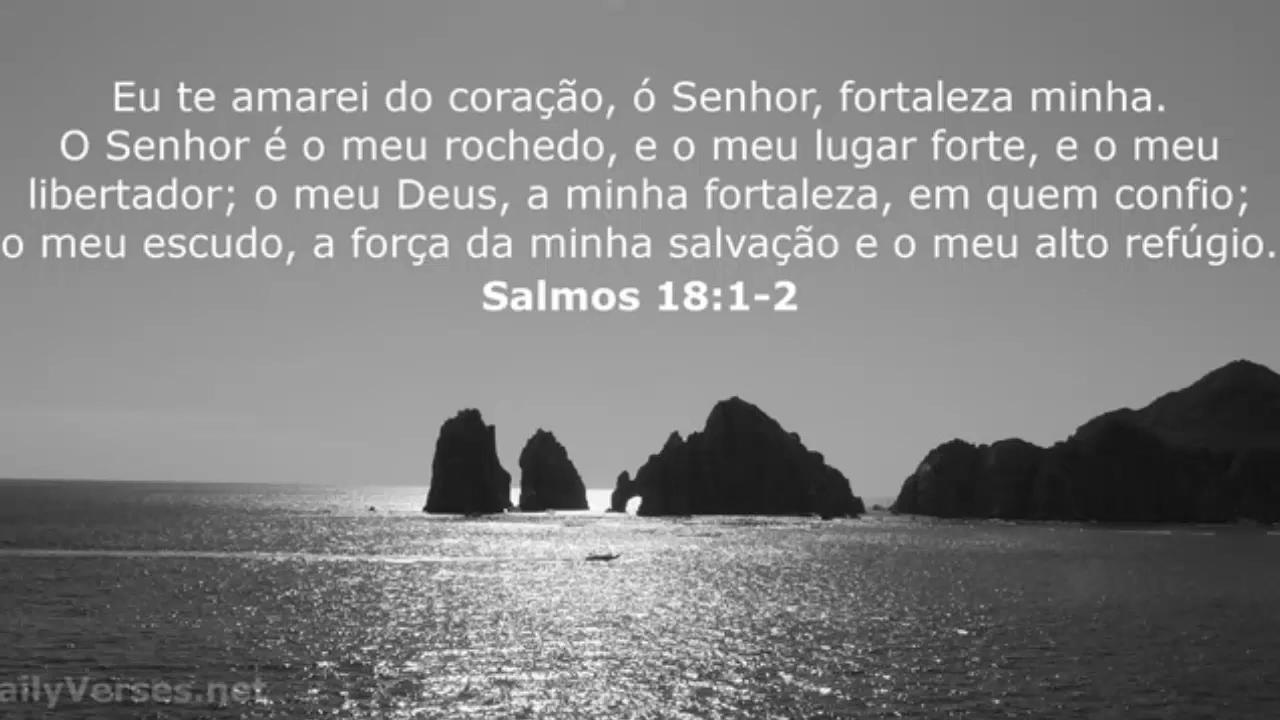 Eu te amarei do coração, ó Senhor, fortaleza minha.
O Senhor é o meu rochedo, e o meu lugar forte, e o meu
libertador; o meu Deus, a minha fortaleza, em quem confio;
o meu escudo, a força da minha salvação e o meu alto refúgio.
Salmos 18:1-2
ailyVerses.net